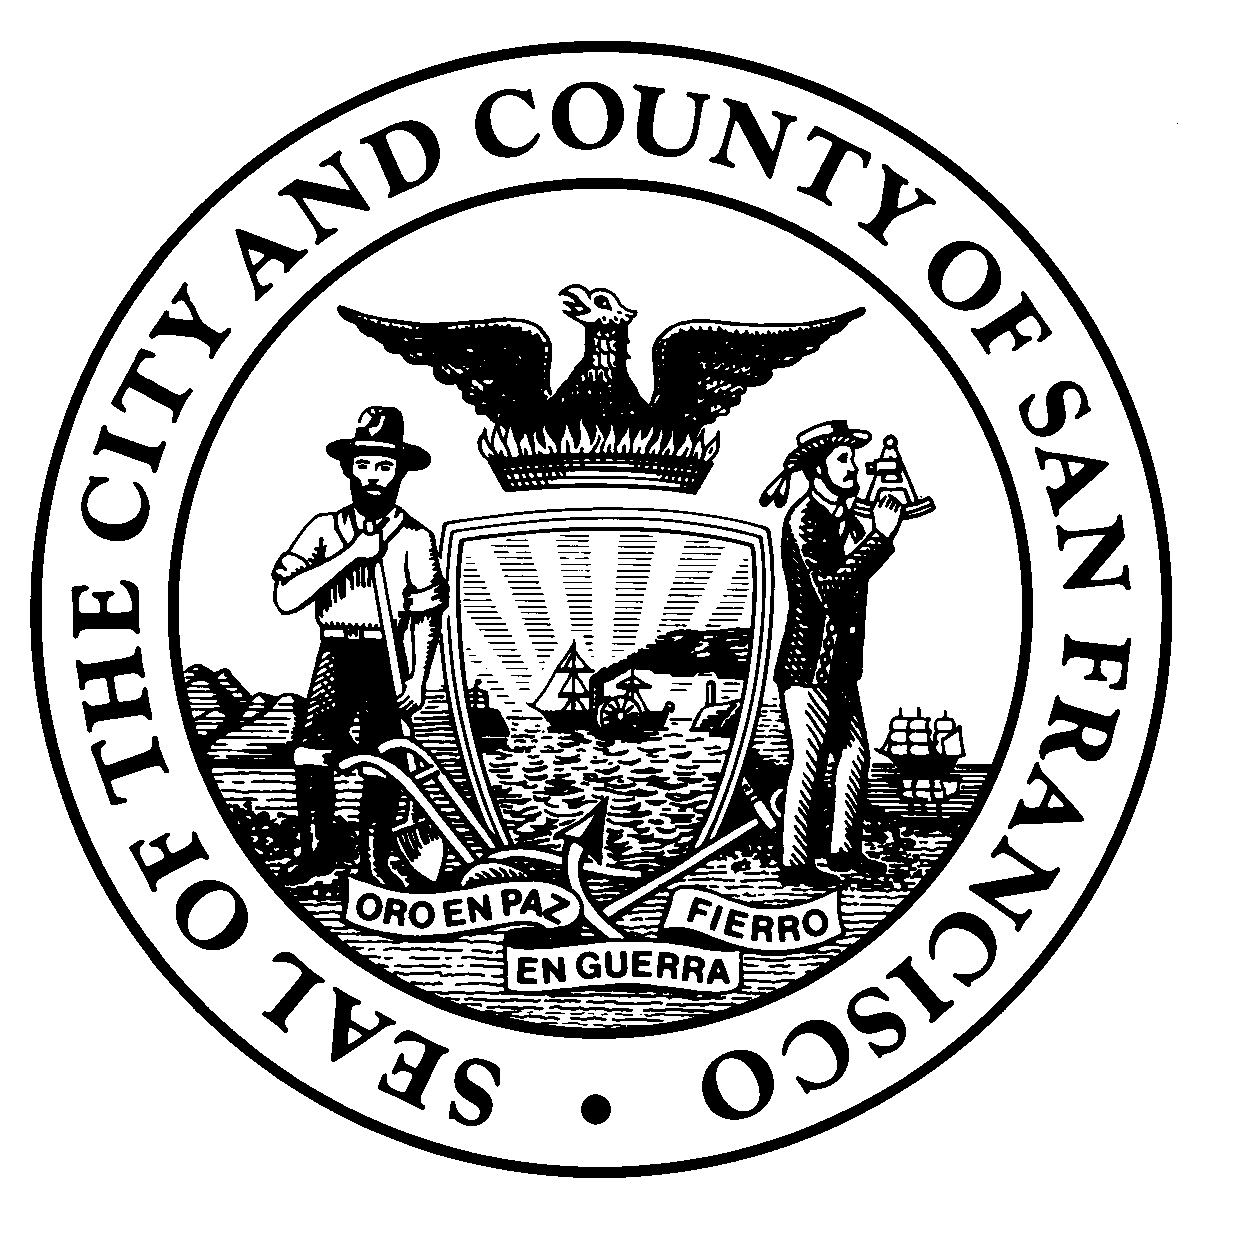 SEAL OF THE CITY AND COUNTY OF SAN FRANCISCO
ORO EN PAZ
FIERRO
EN GUERRA